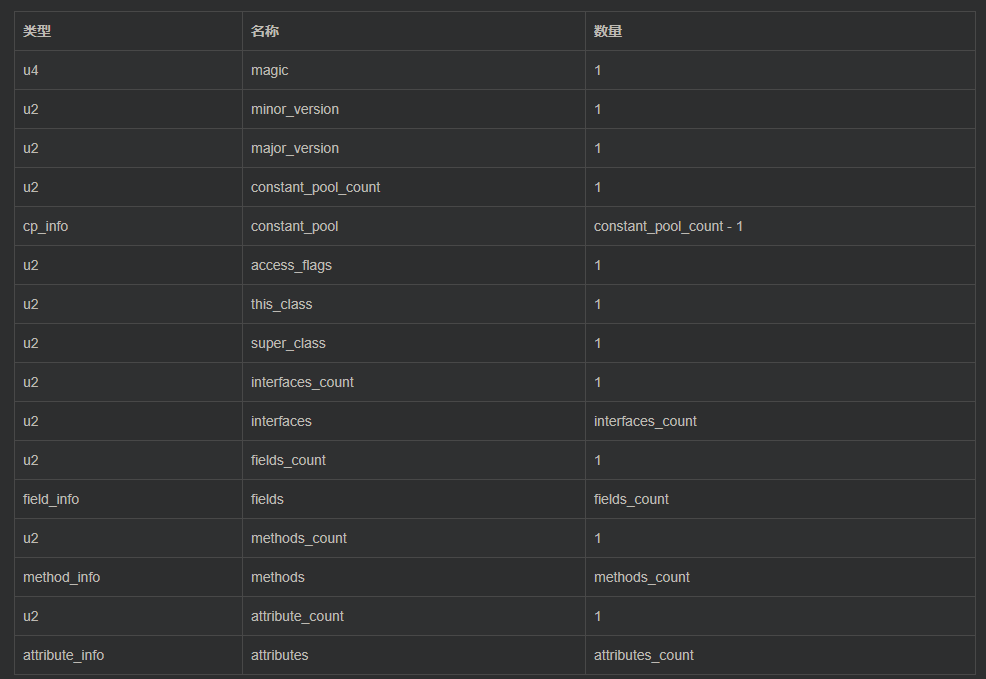 类型 名称 数量
u4 magic 1
u2 minor_version 1
u2 major_version 1
u2 constant_pool_count 1
cp_info constant_pool constant_pool_count - 1
u2 access_flags 1
u2 this_class 1
u2 super_class 1
u2 interfaces_count 1
u2 interfaces interfaces_count
u2 fields_count 1
field_info fields fields_count
u2 methods_count 1
method_info methods methods_count
u2 attribute_count 1
attribute_info attributes attributes_count